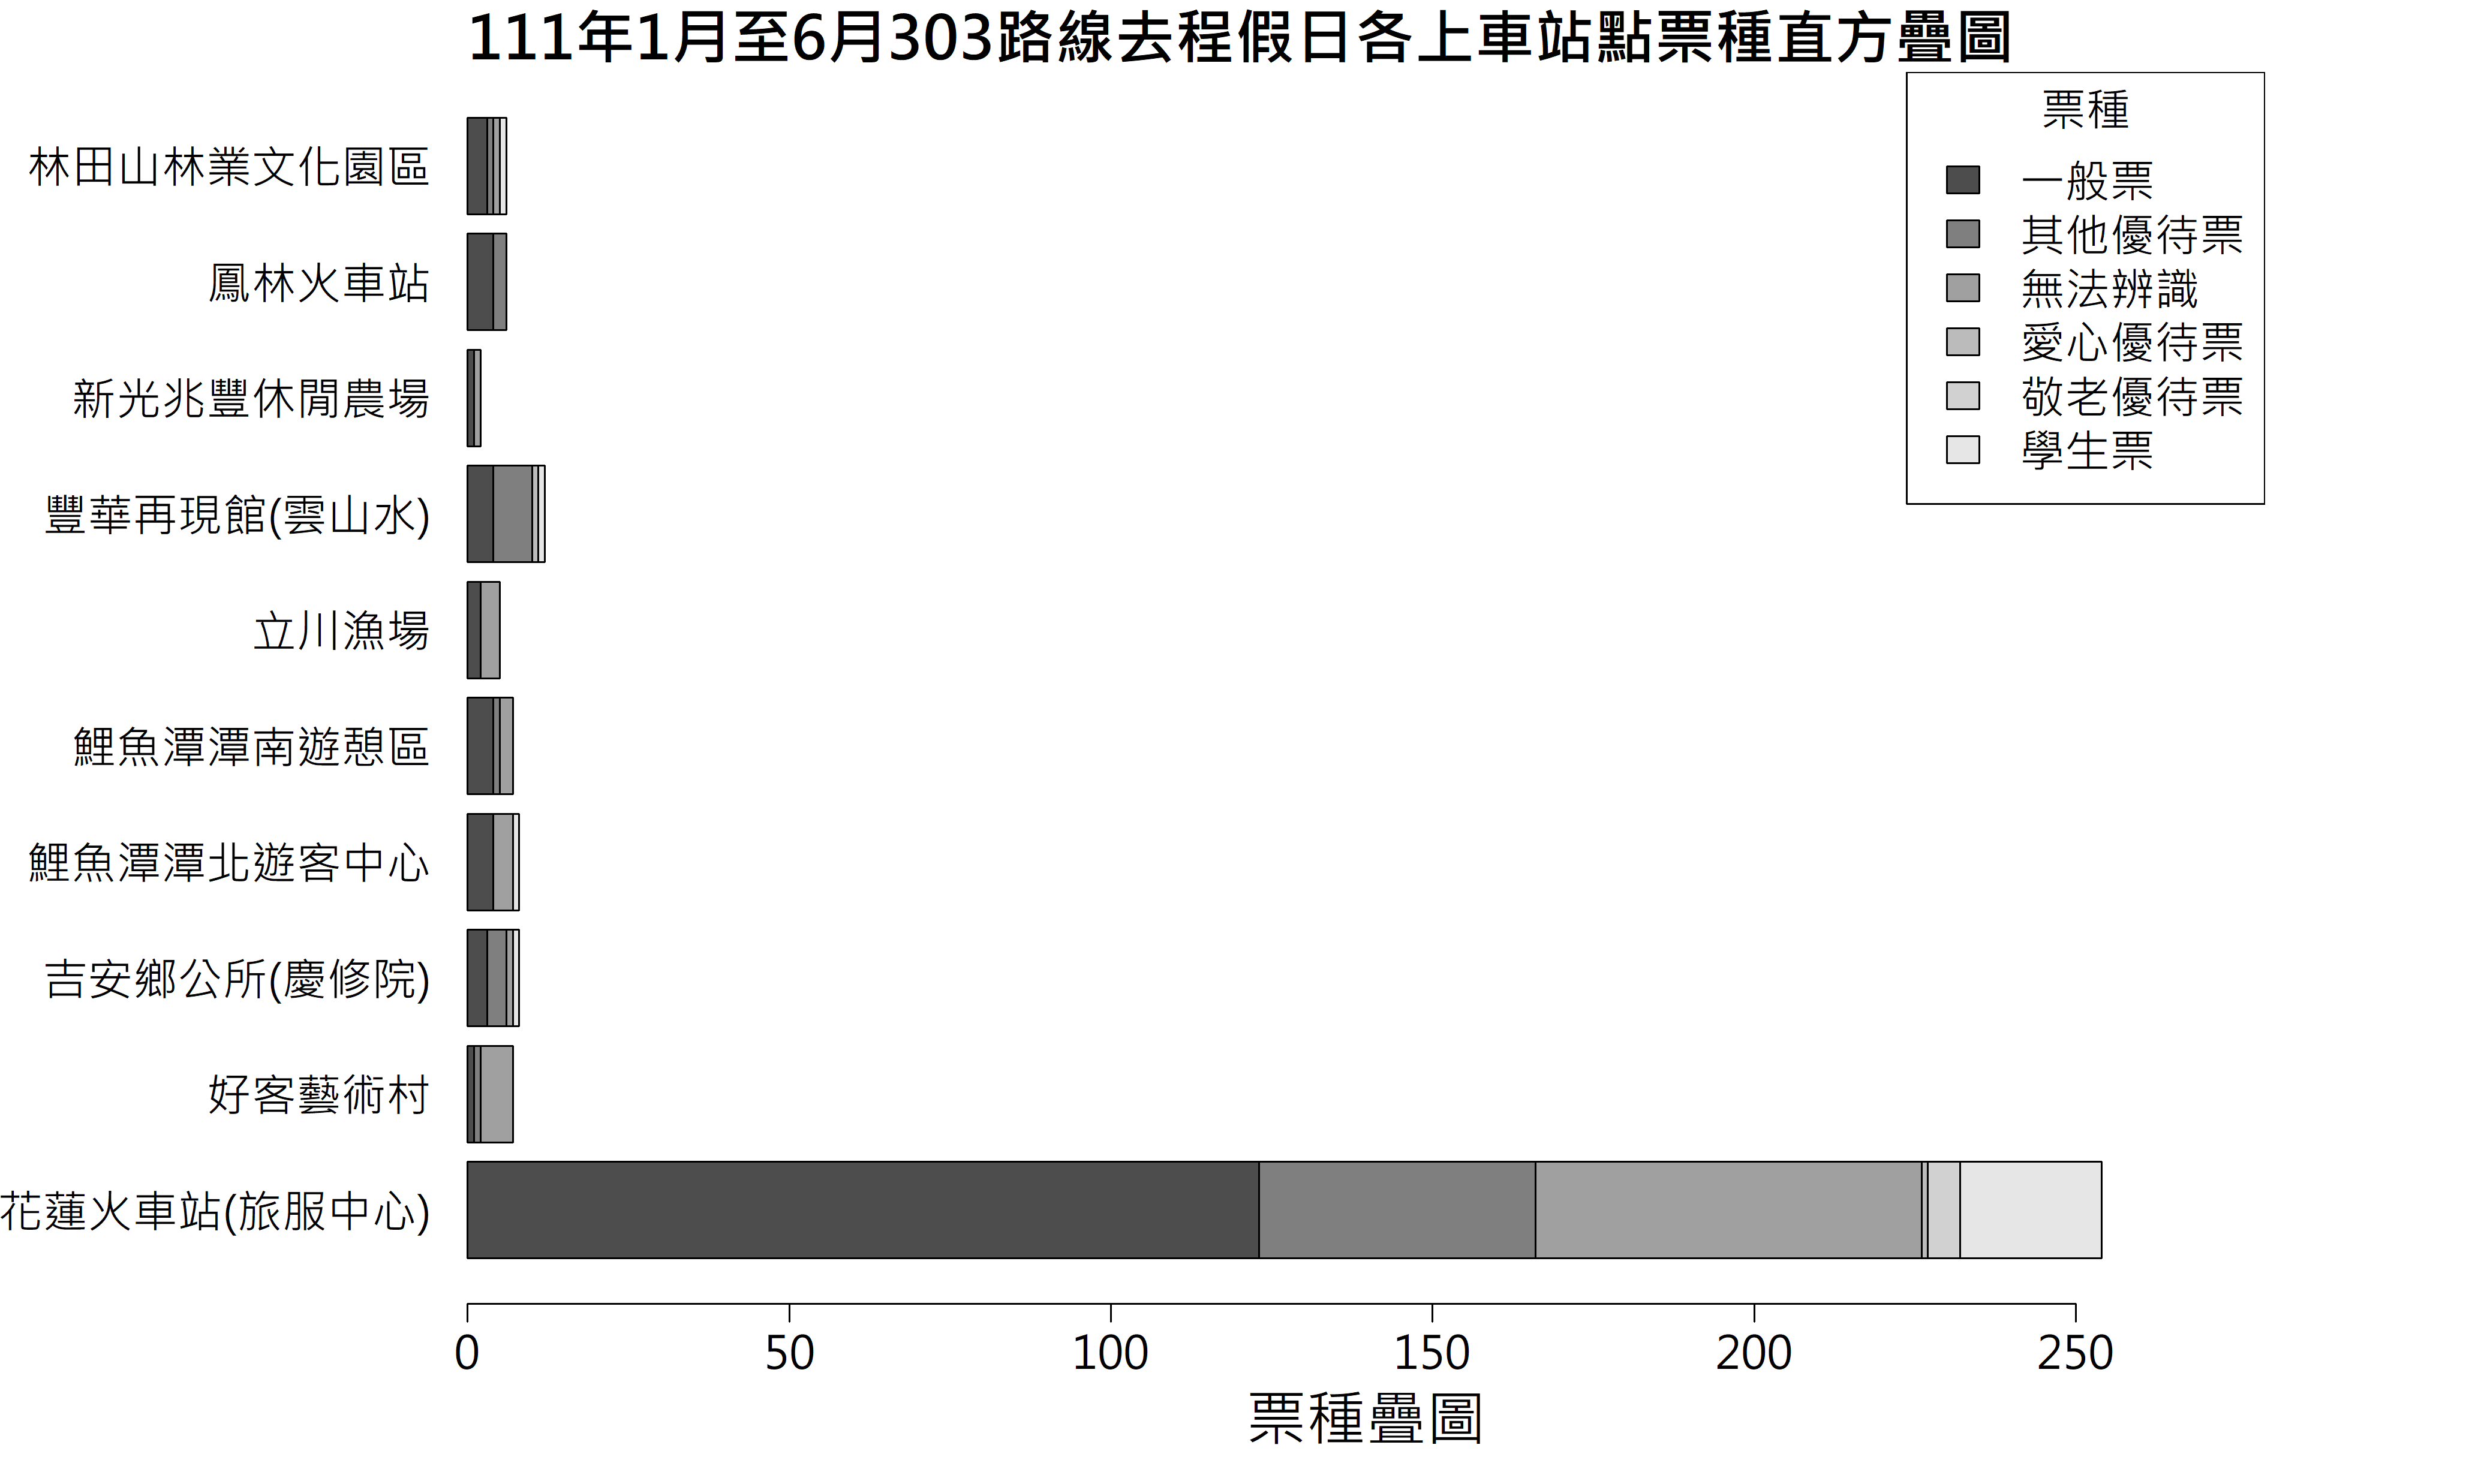 111年1月至6月303路線去程假日各上車站點票種直方疊圖
票種
一般票
其他優待票
無法辨識
愛心優待票
敬老優待票
學生票
林田山林業文化園區
鳳林火車站
新光兆豐休閒農場
豐華再現館(雲山水)
立川漁場
鯉魚潭潭南遊憩區
鯉魚潭潭北遊客中心
吉安鄉公所(慶修院)
好客藝術村
花蓮火車站(旅服中心)
0 50 100 150 200 250
票種疊圖